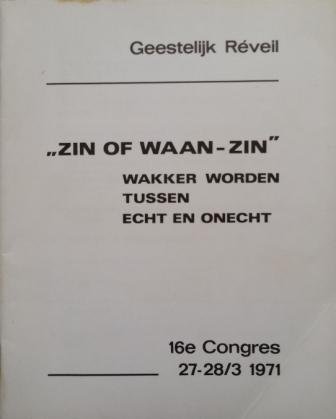 Geestelijk Réveil
„ZIN OF WAAN-ZIN”
WAKKER WORDEN
TUSSEN
ECHT EN ONECHT
16e Congres
27-28/3 1971